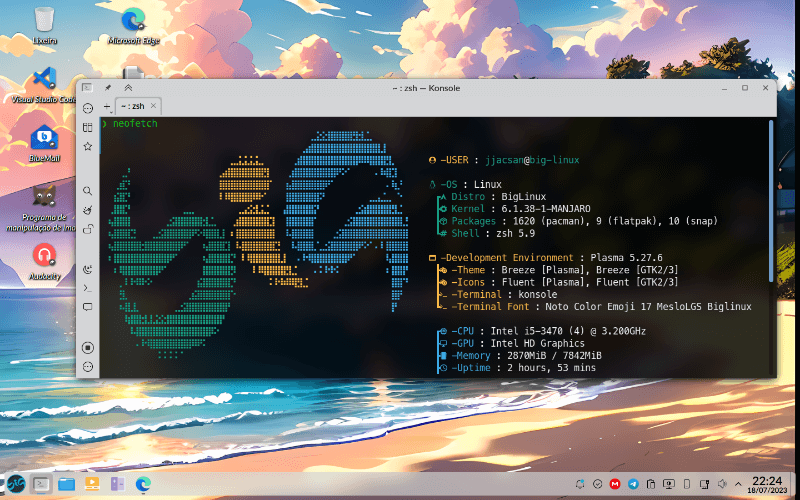 Lixeira
Microsoft Edge
Visual Studio Code
BlueMail
Programa de
manipulação de ima
Audacity
~ : zsh — Konsole
~ : zsh
❯ neofetch
-USER : jjacsan@big-linux
-OS : Linux
Distro : BigLinux
Kernel : 6.1.38-1-MANJARO
Packages : 1620 (pacman), 9 (flatpak), 10 (snap)
Shell : zsh 5.9
-Development Environment : Plasma 5.27.6
-Theme : Breeze [Plasma], Breeze [GTK2/3]
-Icons : Fluent [Plasma], Fluent [GTK2/3]
-Terminal : konsole
-Terminal Font : Noto Color Emoji 17 MesloLGS Biglinux
-CPU : Intel i5-3470 (4) @ 3.200GHz
-GPU : Intel HD Graphics
-Memory : 2870MiB / 7842MiB
-Uptime : 2 hours, 53 mins
22:24
18/07/2023